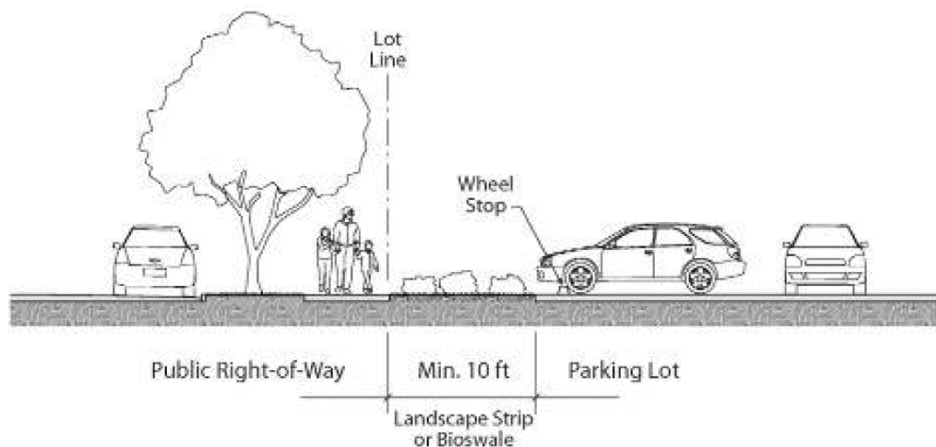 Lot
Line
Wheel
Stop
Public Right-of-Way
Min. 10 ft
Parking Lot
Landscape Strip
or Bioswale